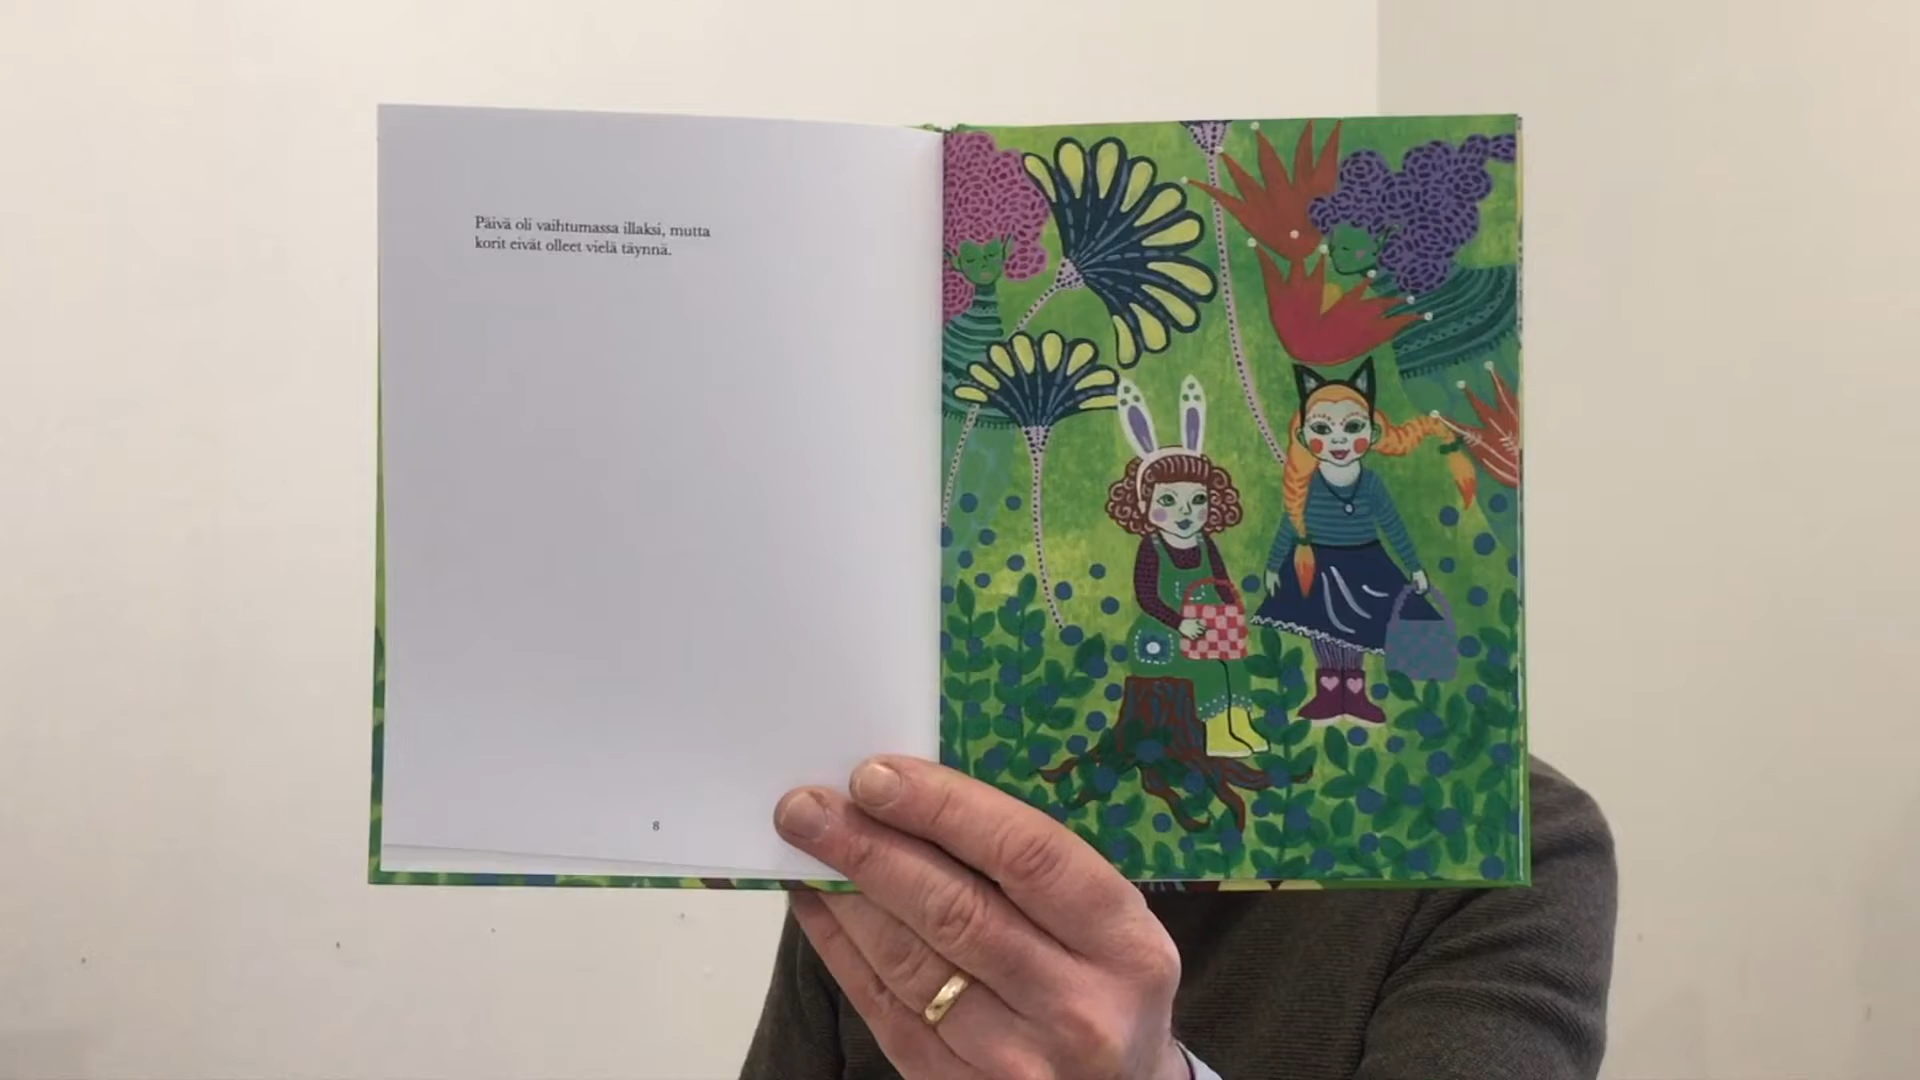 Päivä oli vaihtumassa illaksi, mutta
korit eivät olleet vielä täynnä.
8